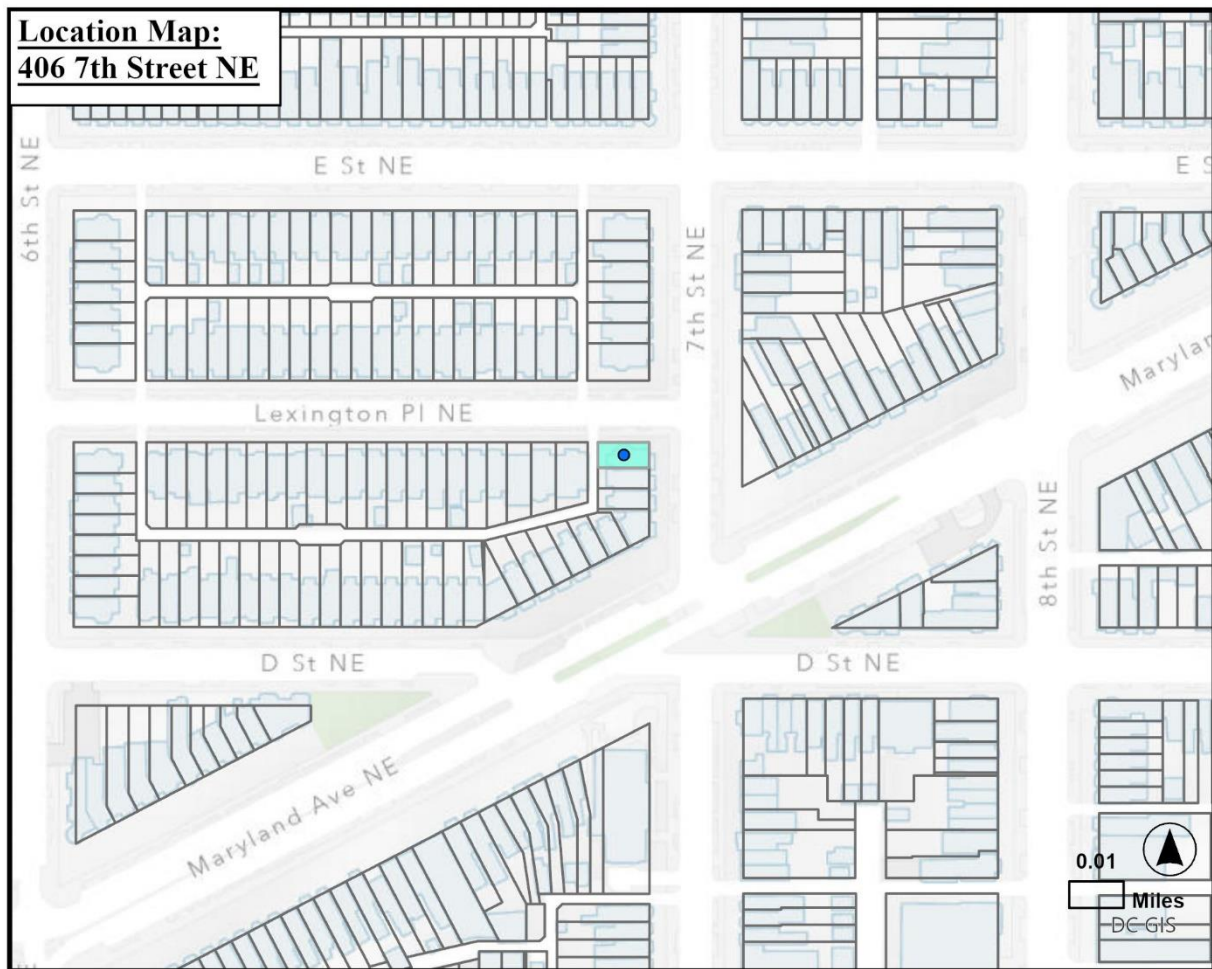 Location Map:
406 7th Street NE
E St NE
E S
6th St NE
7th St NE
Marylan
Lexington Pl NE
8th St NE
D St NE
D St NE
Maryland Ave NE
0.01
Miles
DC GIS